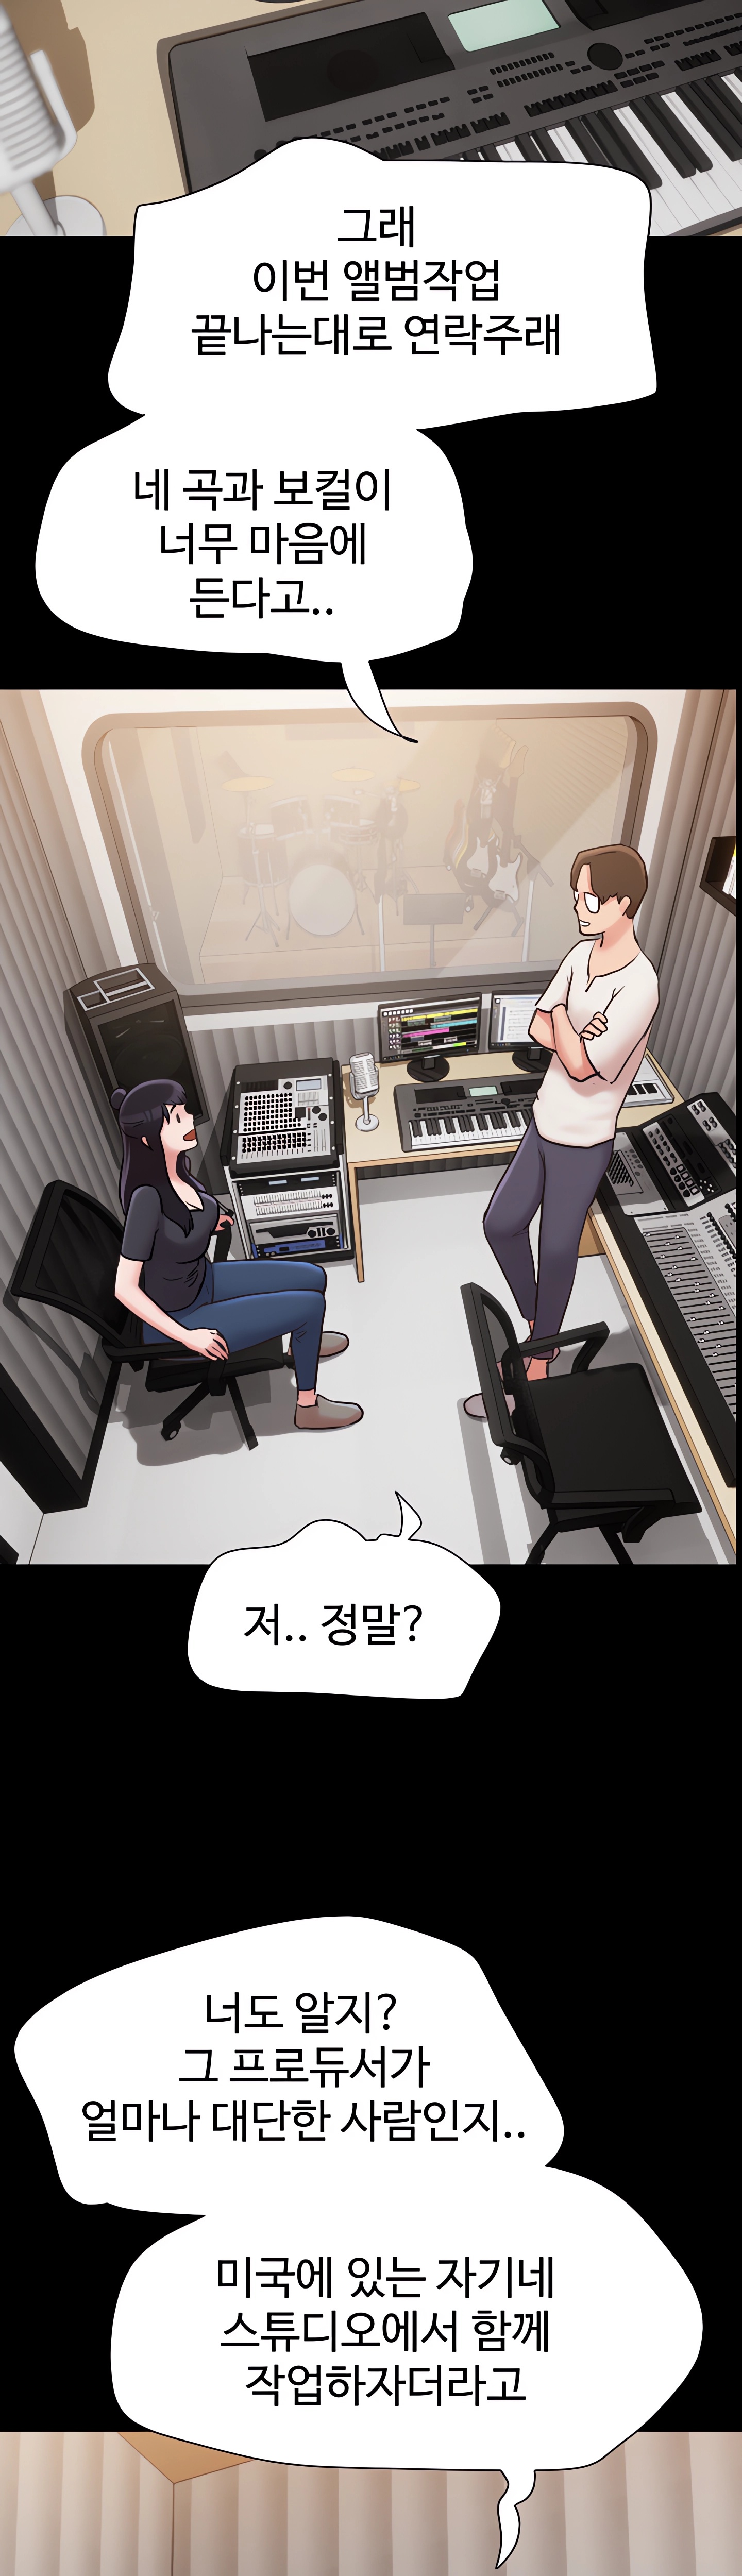 그래
이번 앨범작업
끝나는대로 연락주래
네 곡과 보컬이
너무 마음에
든다고..
저.. 정말?
너도 알지?
그 프로듀서가
얼마나 대단한 사람인지..
미국에 있는 자기네
스튜디오에서 함께
작업하자더라고